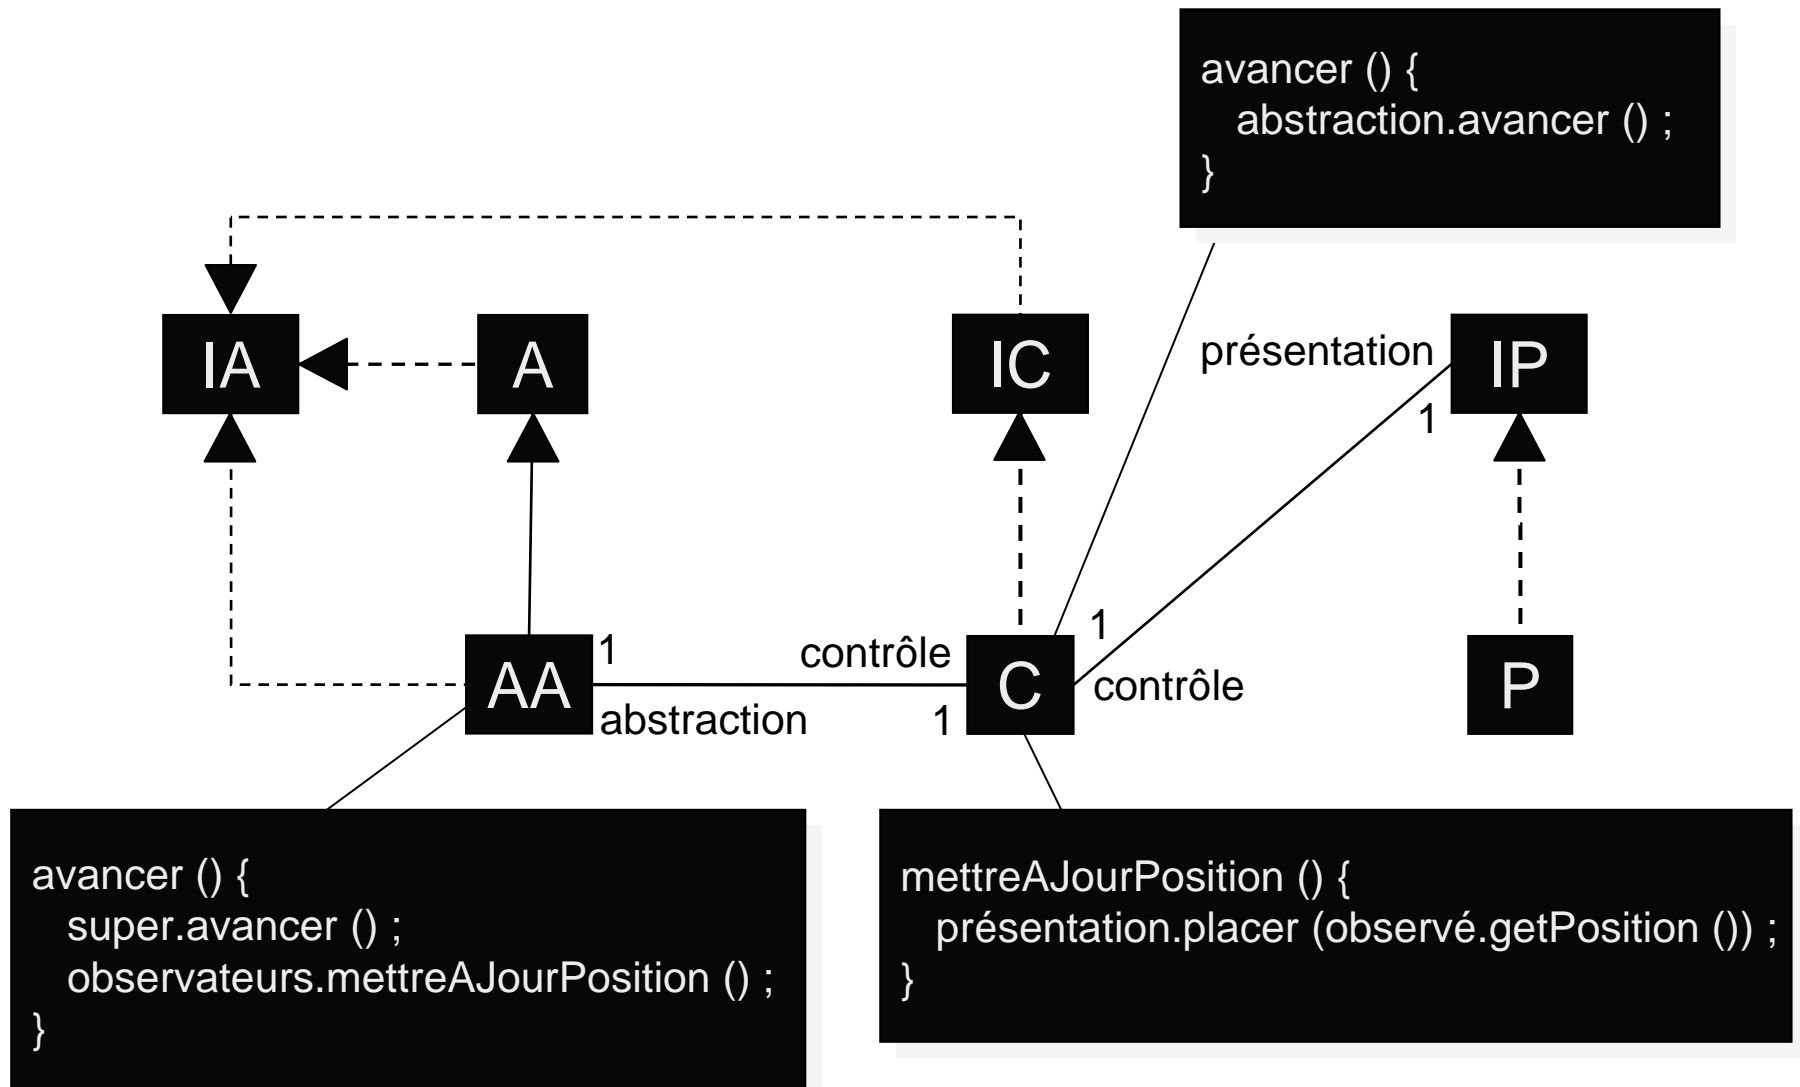 avancer () {
abstraction.avancer () ;
}
IA
A
IC
présentation
IP
1
1
contrôle
1
AA
C
contrôle
P
abstraction
1
avancer () {
super.avancer () ;
observateurs.mettreAJourPosition () ;
}
mettreAJourPosition () {
présentation.placer (observé.getPosition ()) ;
}